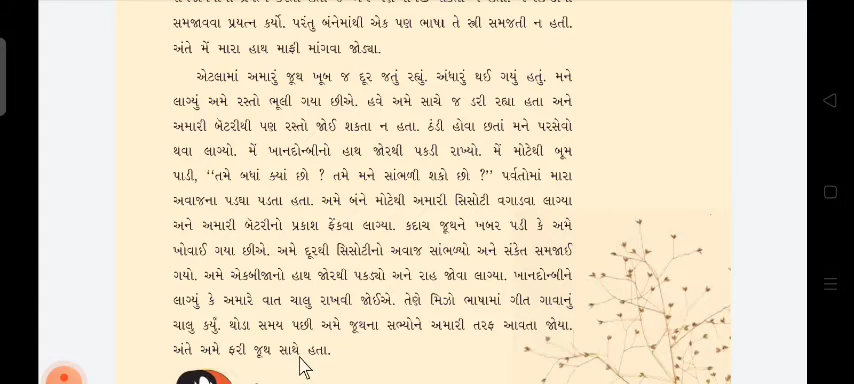 સમજાવવા પ્રયત્ન કર્યો. પરંતુ બંનેમાંથી એક પણ ભાષા તે સ્ત્રી સમજતી ન હતી.
અંતે મેં મારા હાથ માફી માંગવા જોડ્યા.
એટલામાં અમારું જૂથ ખૂબ જ દૂર જતું રહ્યું. અંધારું થઈ ગયું હતું. મને
લાગ્યું અમે રસ્તો ભૂલી ગયા છીએ. હવે અમે સાચે જ ડરી રહ્યા હતા અને
અમારી બૅટરીથી પણ રસ્તો જોઈ શકતા ન હતા. ઠંડી હોવા છતાં મને પરસેવો
થવા લાગ્યો. મેં ખાનદોન્બીનો હાથ જોરથી પકડી રાખ્યો. મેં મોટેથી બૂમ
પાડી, ‘‘તમે બધાં ક્યાં છો ? તમે મને સાંભળી શકો છો ?’’ પર્વતોમાં મારા
અવાજના પડઘા પડતા હતા. અમે બંને મોટેથી અમારી સિસોટી વગાડવા લાગ્યા
અને અમારી બૅટરીનો પ્રકાશ ફેંકવા લાગ્યા. કદાચ જૂથને ખબર પડી કે અમે
ખોવાઈ ગયા છીએ. અમે દૂરથી સિસોટીનો અવાજ સાંભળ્યો અને સંકેત સમજાઈ
ગયો. અમે એકબીજાનો હાથ જોરથી પકડ્યો અને રાહ જોવા લાગ્યા. ખાનદોન્બીને
લાગ્યું કે અમારે વાત ચાલુ રાખવી જોઈએ. તેણે મિઝો ભાષામાં ગીત ગાવાનું
ચાલુ કર્યું. થોડા સમય પછી અમે જૂથના સભ્યોને અમારી તરફ આવતા જોયા.
અંતે અમે ફરી જૂથ સાથે હતા.